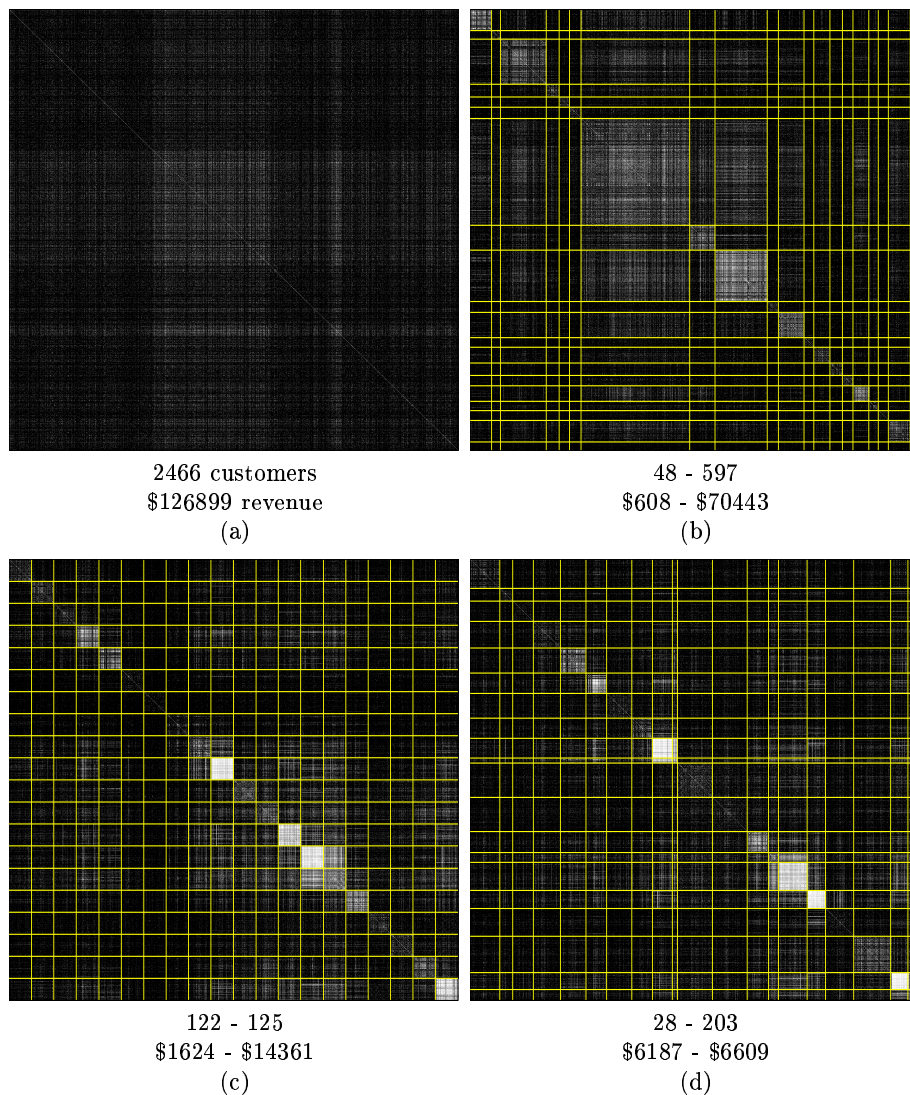 2466 customers
$126899 revenue
(a)
48 - 597
$608 - $70443
(b)
122 - 125
$1624 - $14361
(c)
28 - 203
$6187 - $6609
(d)